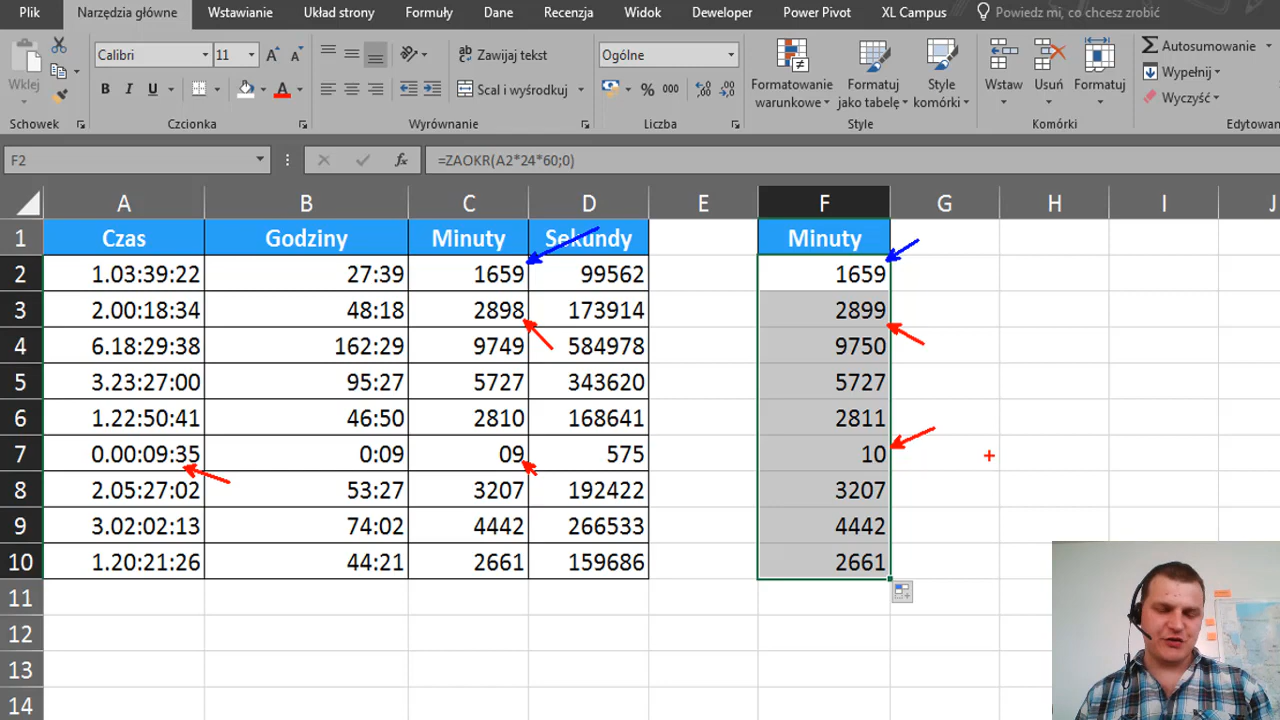 Plik Narzędzia główne Wstawianie Układ strony Formuły Dane Recenzja Widok Deweloper Power Pivot XL Campus Powiedz mi, co chcesz zrobić
Wklej
Calibri 11
Zawijaj tekst
Scal i wyśrodkuj
Ogólne
% 000
Formatowanie warunkowe
Formatuj jako tabelę
Style komórki
Wstaw
Usuń
Formatuj
Autosumowanie
Wypełnij
Wyczyść
Schowek Czcionka Wyrównanie Liczba Style Komórki Edytowan
F2 fx =ZAOKR(A2*24*60;0)
A B C D E F G H I J
1 Czas Godziny Minuty Sekundy Minuty
2 1.03:39:22 27:39 1659 99562 1659
3 2.00:18:34 48:18 2898 173914 2899
4 6.18:29:38 162:29 9749 584978 9750
5 3.23:27:00 95:27 5727 343620 5727
6 1.22:50:41 46:50 2810 168641 2811
7 0.00:09:35 0:09 09 575 10
8 2.05:27:02 53:27 3207 192422 3207
9 3.02:02:13 74:02 4442 266533 4442
10 1.20:21:26 44:21 2661 159686 2661
11
12
13
14